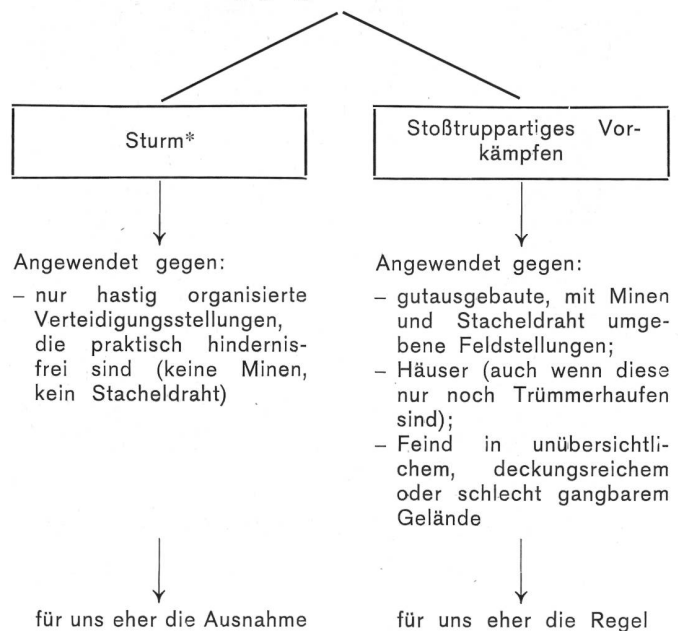 Sturm*
Angewendet gegen:
– nur hastig organisierte
Verteidigungsstellungen,
die praktisch hindernis-
frei sind (keine Minen,
kein Stacheldraht)
für uns eher die Ausnahme
Stoßtruppartiges Vor-
kämpfen
Angewendet gegen:
– gutausgebaute, mit Minen
und Stacheldraht umge-
bene Feldstellungen;
– Häuser (auch wenn diese
nur noch Trümmerhaufen
sind);
– Feind in unübersichtli-
chem, deckungsreichem
oder schlecht gangbarem
Gelände
für uns eher die Regel